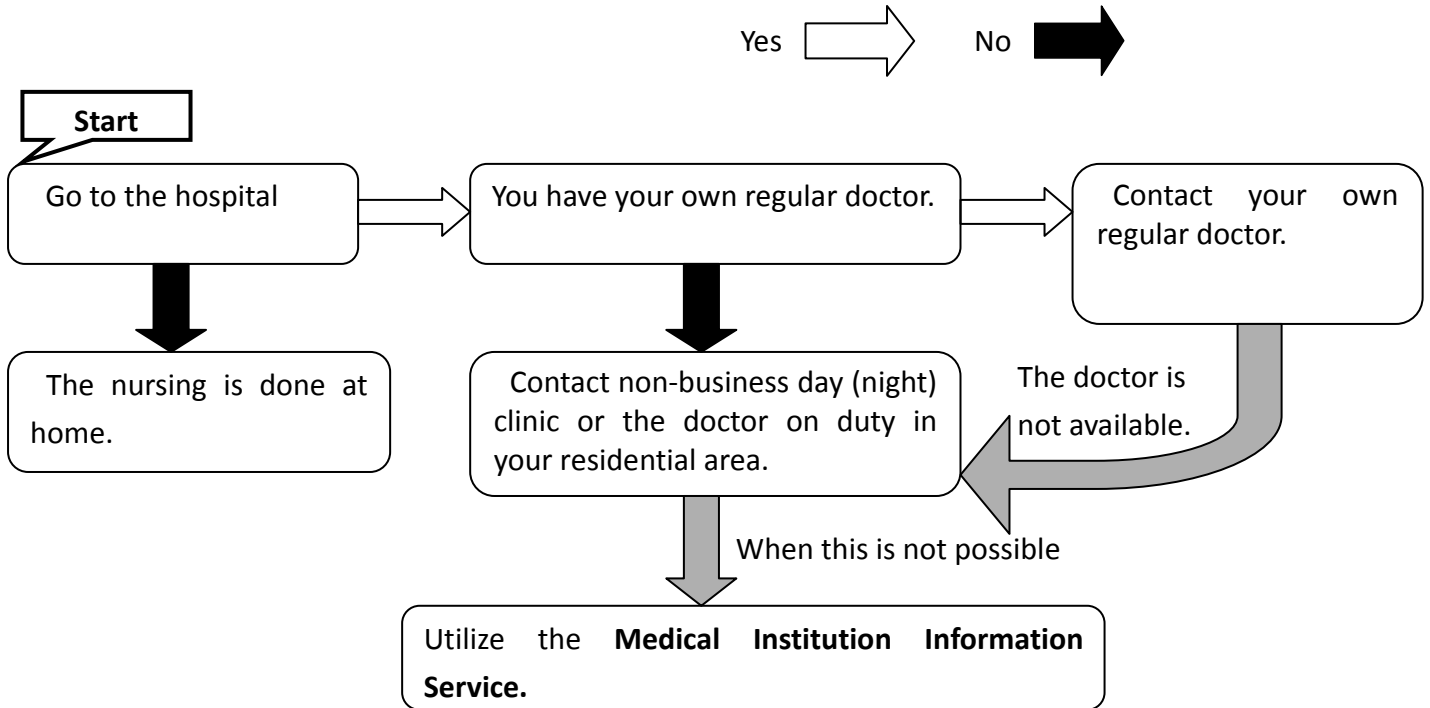 Yes
No
Start
Go to the hospital
You have your own regular doctor.
Contact your own
regular doctor.
The nursing is done at
home.
Contact non-business day (night)
clinic or the doctor on duty in
your residential area.
The doctor is
not available.
When this is not possible
Utilize the Medical Institution Information
Service.